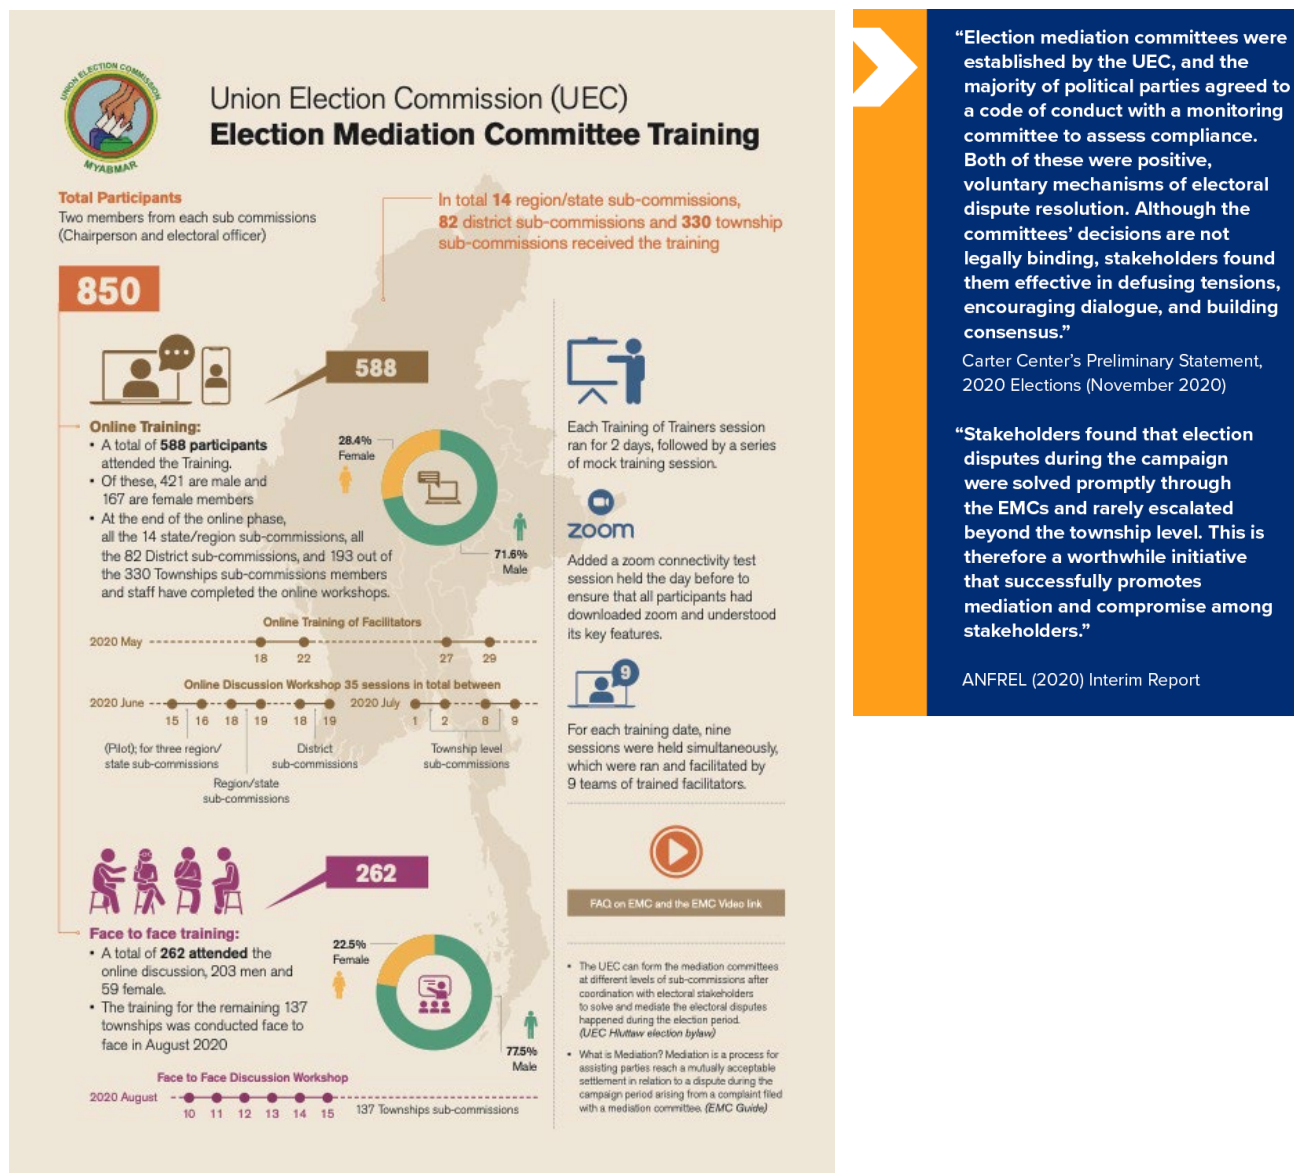 UNION ELECTION COMMISSION
MYABMAR
Union Election Commission (UEC)
Election Mediation Committee Training
Total Participants
Two members from each sub commissions
(Chairperson and electoral officer)
850
In total 14 region/state sub-commissions,
82 district sub-commissions and 330 township
sub-commissions received the training
588
Online Training:
• A total of 588 participants
attended the Training.
• Of these, 421 are male and
167 are female members
• At the end of the online phase,
all the 14 state/region sub-commissions, all
the 82 District sub-commissions, and 193 out of
the 330 Townships sub-commissions members
and staff have completed the online workshops.
28.4%
Female
71.6%
Male
Online Training of Facilitators
2020 May
18 22 27 29
Online Discussion Workshop 35 sessions in total between
2020 June 2020 July
15 16 18 19 18 19 1 2 8 9
(Pilot); for three region/
state sub-commissions
Region/state
sub-commissions
District
sub-commissions
Township level
sub-commissions
262
Face to face training:
• A total of 262 attended the
online discussion, 203 men and
59 female.
• The training for the remaining 137
townships was conducted face to
face in August 2020
22.5%
Female
77.5%
Male
Face to Face Discussion Workshop
2020 August
10 11 12 13 14 15
137 Townships sub-commissions
Each Training of Trainers session
ran for 2 days, followed by a series
of mock training session.
zoom
Added a zoom connectivity test
session held the day before to
ensure that all participants had
downloaded zoom and understood
its key features.
9
For each training date, nine
sessions were held simultaneously,
which were ran and facilitated by
9 teams of trained facilitators.
FAQ on EMC and the EMC Video link
• The UEC can form the mediation committees
at different levels of sub-commissions after
coordination with electoral stakeholders
to solve and mediate the electoral disputes
happened during the election period.
(UEC Hluttaw election bylaw)
• What is Mediation? Mediation is a process for
assisting parties reach a mutually acceptable
settlement in relation to a dispute during the
campaign period arising from a complaint filed
with a mediation committee. (EMC Guide)
“Election mediation committees were
established by the UEC, and the
majority of political parties agreed to
a code of conduct with a monitoring
committee to assess compliance.
Both of these were positive,
voluntary mechanisms of electoral
dispute resolution. Although the
committees’ decisions are not
legally binding, stakeholders found
them effective in defusing tensions,
encouraging dialogue, and building
consensus.”
Carter Center’s Preliminary Statement,
2020 Elections (November 2020)
“Stakeholders found that election
disputes during the campaign
were solved promptly through
the EMCs and rarely escalated
beyond the township level. This is
therefore a worthwhile initiative
that successfully promotes
mediation and compromise among
stakeholders.”
ANFREL (2020) Interim Report